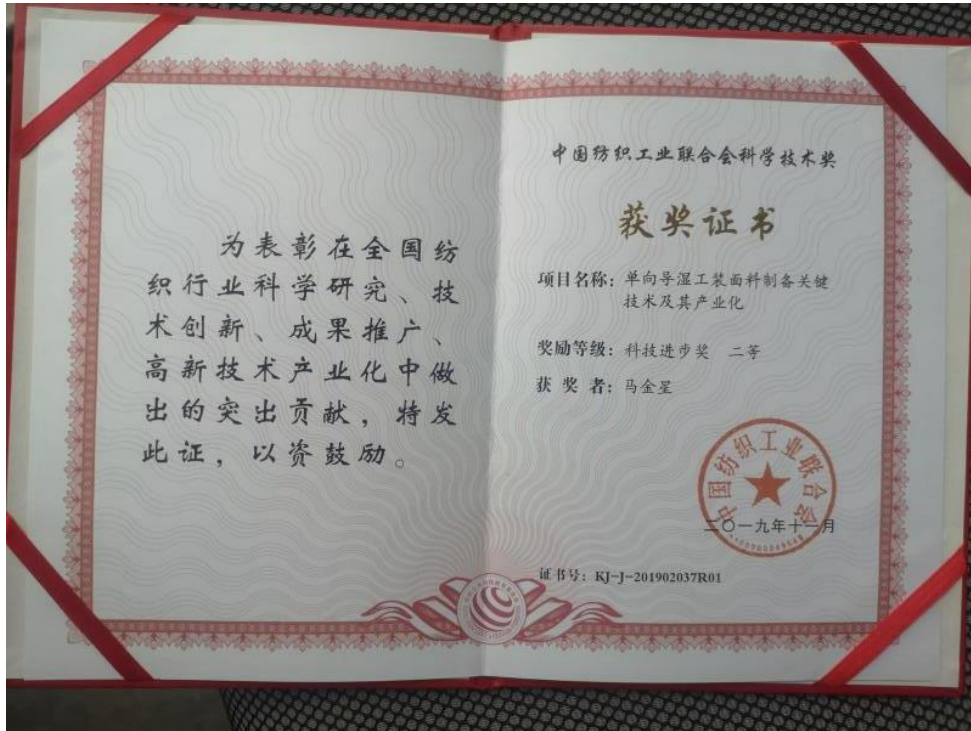 为表彰在全国纺
织行业科学研究、技
术创新、成果推广、
高新技术产业化中做
出的突出贡献，特发
此证，以资鼓励。
中国纺织工业联合会科学技术奖
获奖证书
项目名称：单向导湿工装面料制备关键
技术及其产业化
奖励等级：科技进步奖 二等
获奖者：马金星
中国纺织工业联合会
二〇一九年十一月
证书号：KJ-J-201902037R01